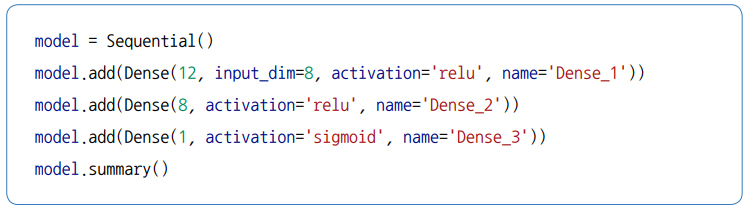 model = Sequential()
model.add(Dense(12, input_dim=8, activation='relu', name='Dense_1'))
model.add(Dense(8, activation='relu', name='Dense_2'))
model.add(Dense(1, activation='sigmoid', name='Dense_3'))
model.summary()